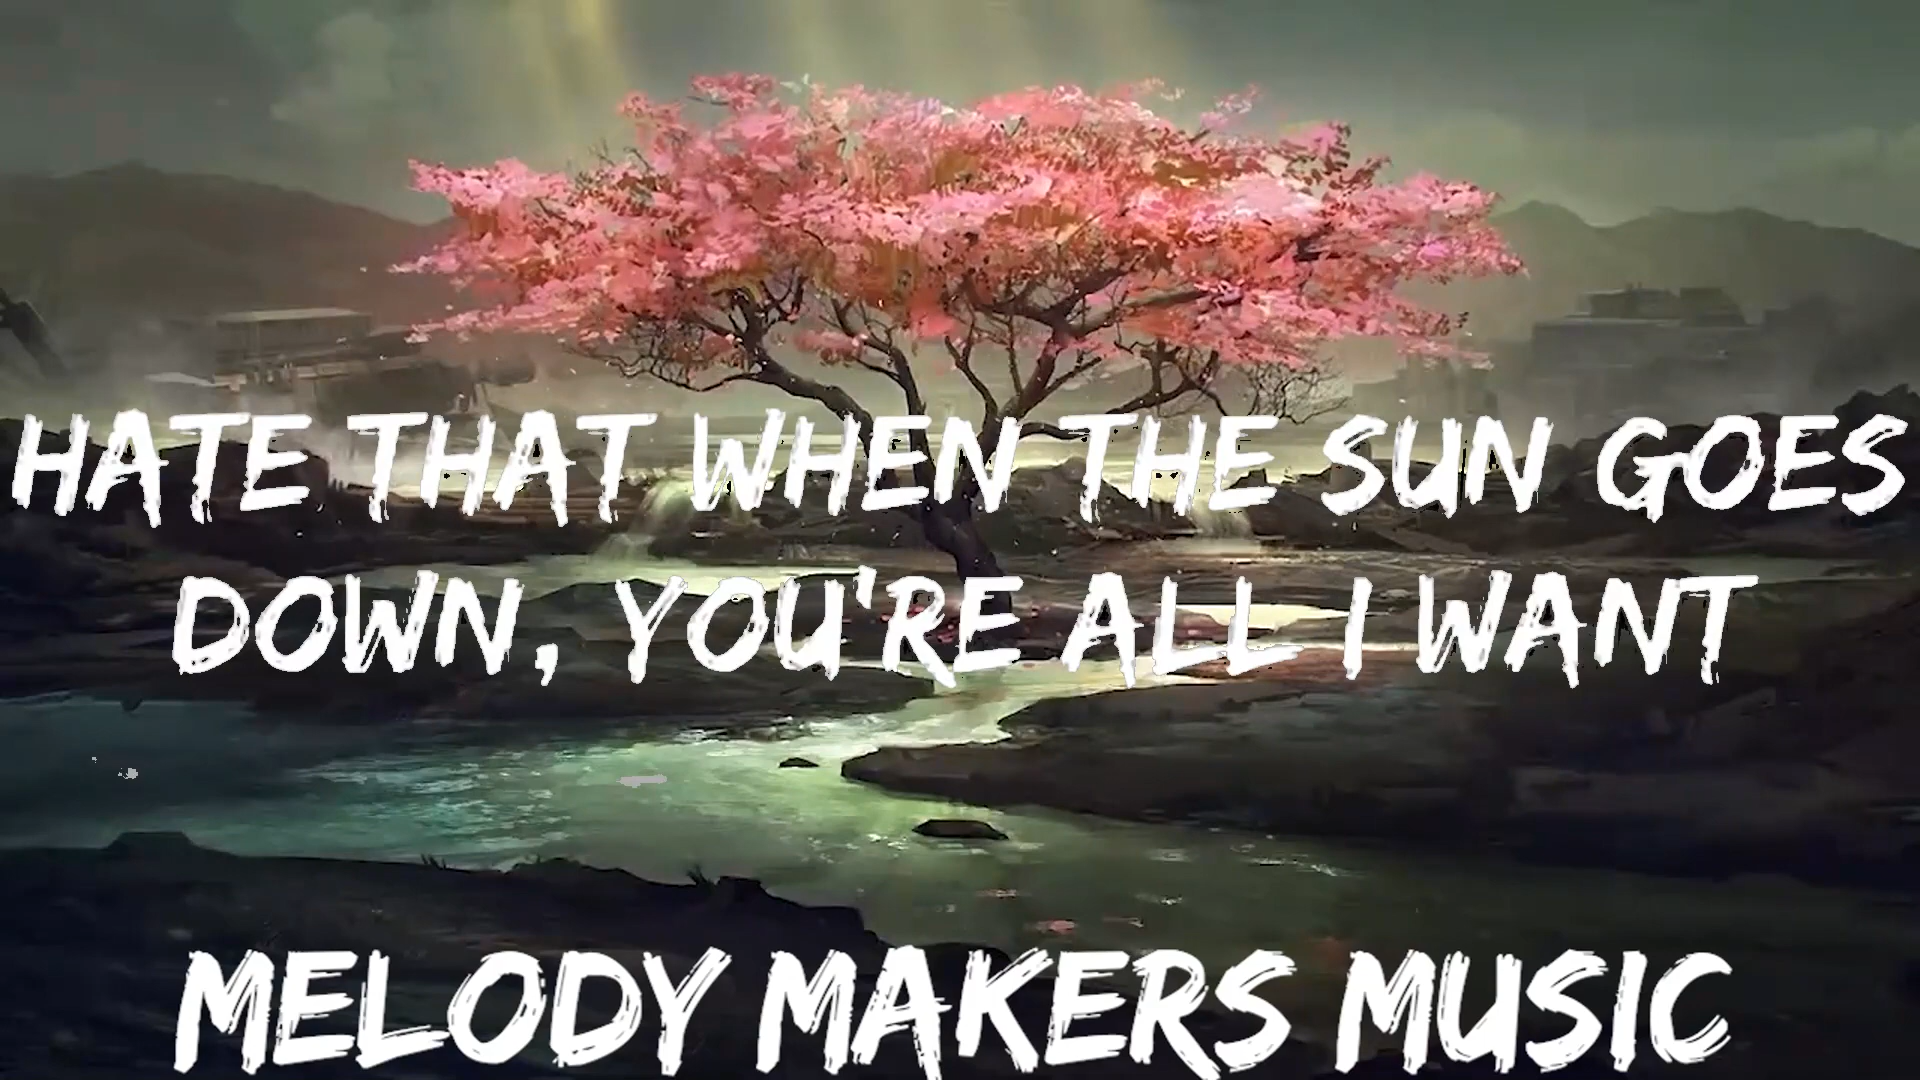 HATE THAT WHEN THE SUN GOES
DOWN, YOU'RE ALL I WANT
MELODY MAKERS MUSIC